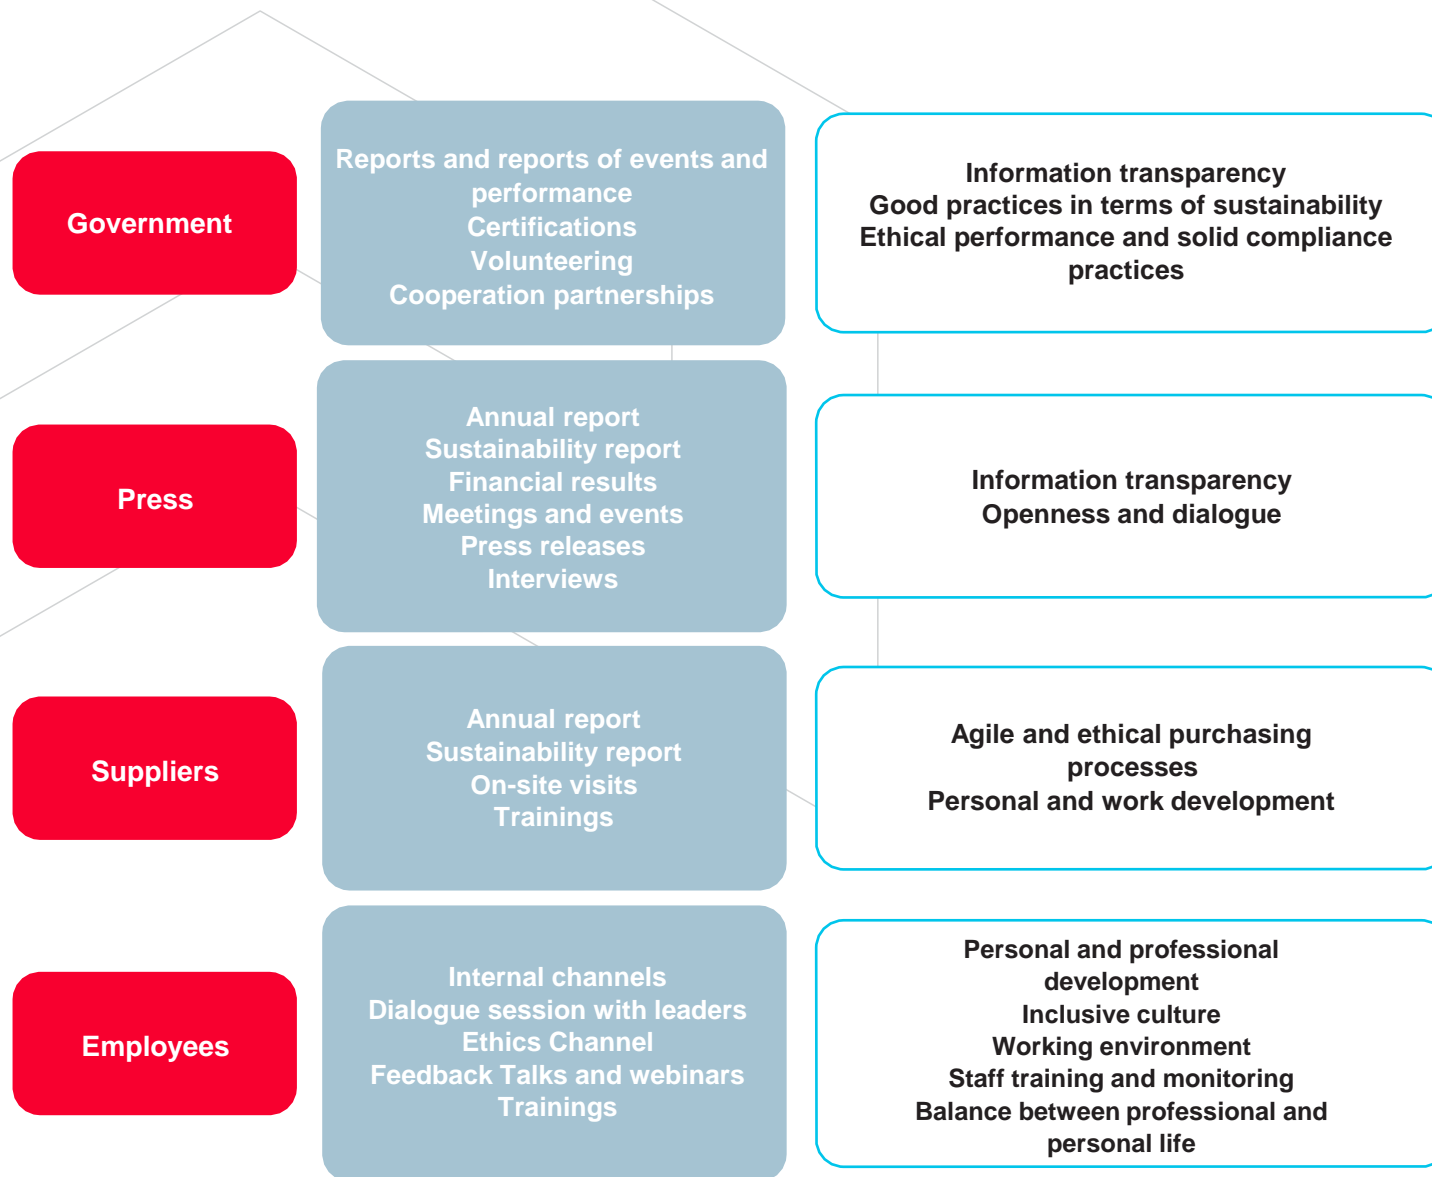 Government
Reports and reports of events and
performance
Certifications
Volunteering
Cooperation partnerships
Information transparency
Good practices in terms of sustainability
Ethical performance and solid compliance
practices
Press
Annual report
Sustainability report
Financial results
Meetings and events
Press releases
Interviews
Information transparency
Openness and dialogue
Suppliers
Annual report
Sustainability report
On-site visits
Trainings
Agile and ethical purchasing
processes
Personal and work development
Employees
Internal channels
Dialogue session with leaders
Ethics Channel
Feedback Talks and webinars
Trainings
Personal and professional
development
Inclusive culture
Working environment
Staff training and monitoring
Balance between professional and
personal life